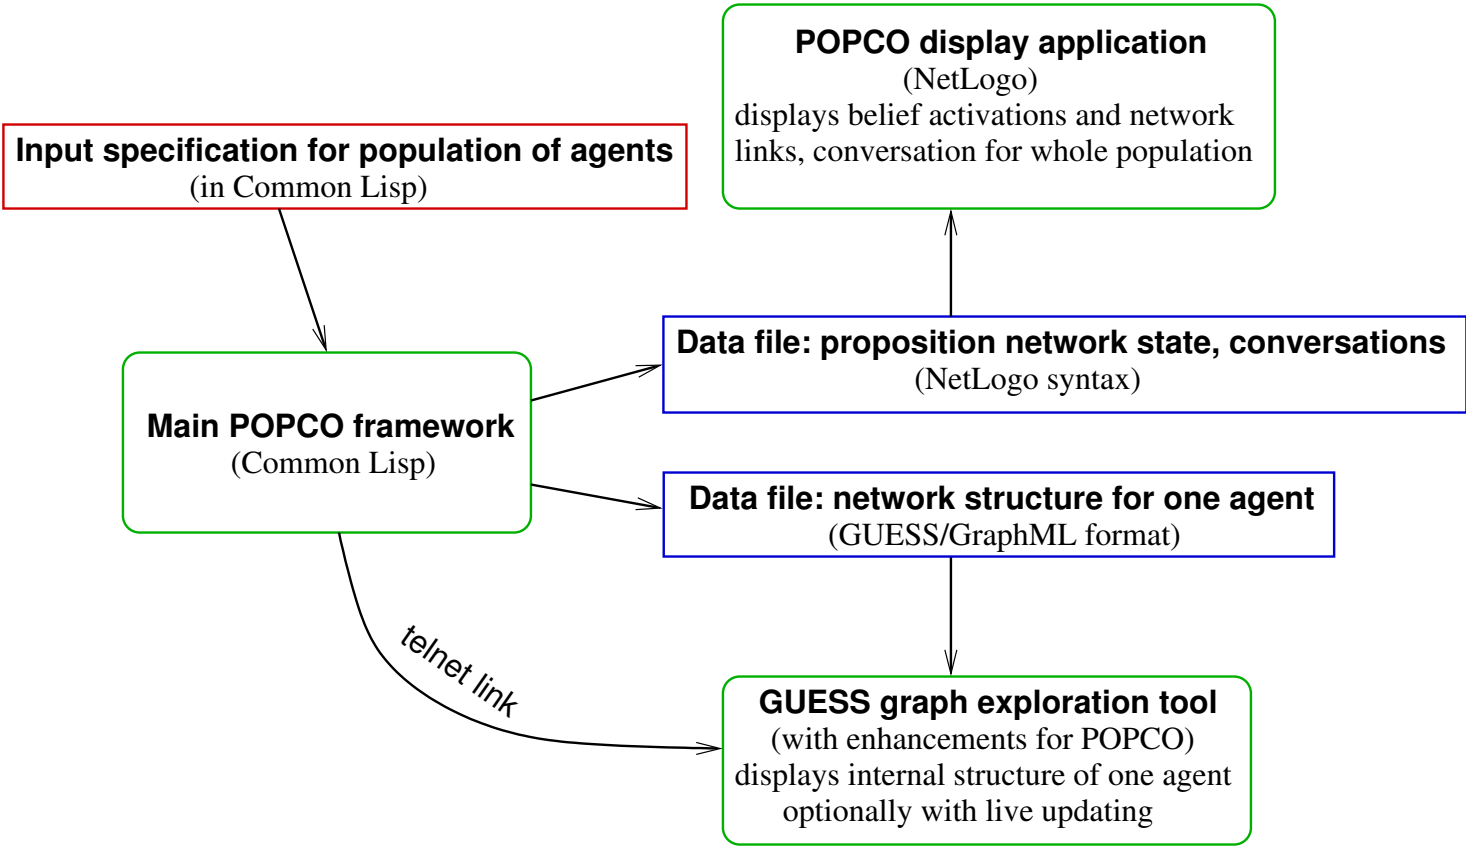 POPCO display application
(NetLogo)
displays belief activations and network
links, conversation for whole population
Input specification for population of agents
(in Common Lisp)
Data file: proposition network state, conversations
(NetLogo syntax)
Main POPCO framework
(Common Lisp)
Data file: network structure for one agent
(GUESS/GraphML format)
telnet link
GUESS graph exploration tool
(with enhancements for POPCO)
displays internal structure of one agent
optionally with live updating